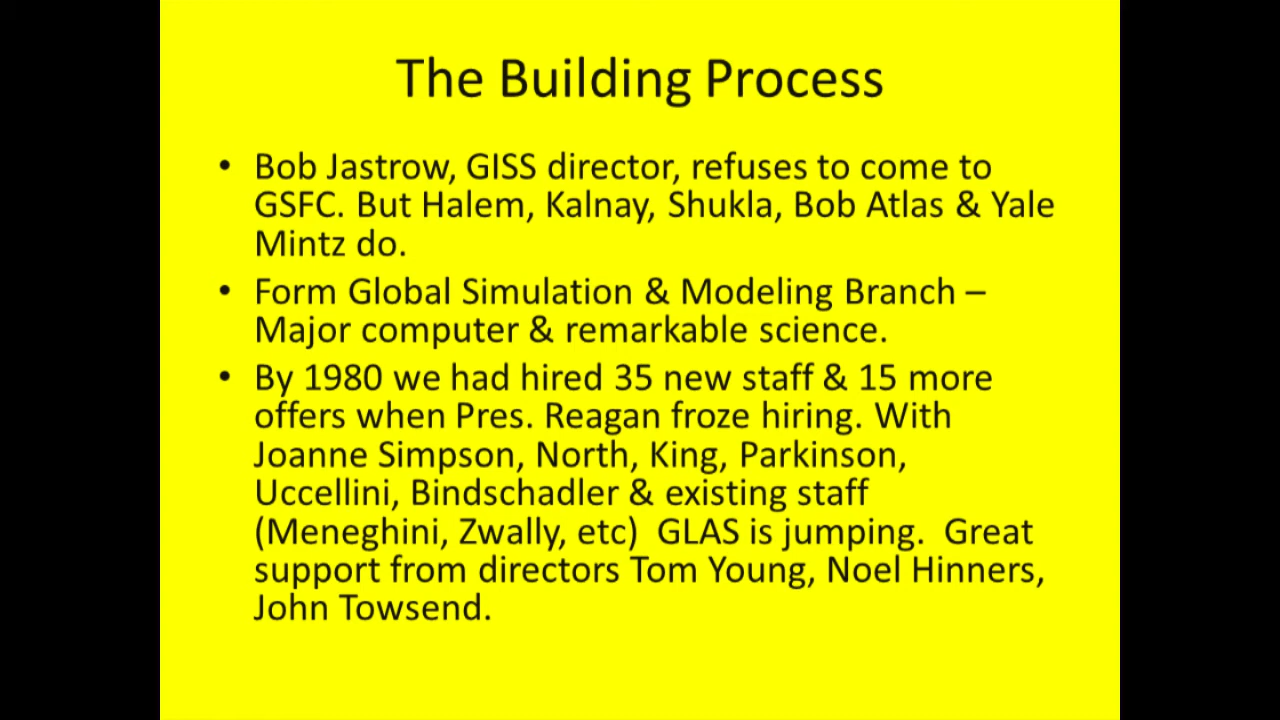 The Building Process
• Bob Jastrow, GISS director, refuses to come to
GSFC. But Halem, Kalnay, Shukla, Bob Atlas & Yale
Mintz do.
• Form Global Simulation & Modeling Branch –
Major computer & remarkable science.
• By 1980 we had hired 35 new staff & 15 more
offers when Pres. Reagan froze hiring. With
Joanne Simpson, North, King, Parkinson,
Uccellini, Bindschadler & existing staff
(Meneghini, Zwally, etc)  GLAS is jumping.  Great
support from directors Tom Young, Noel Hinners,
John Towsend.